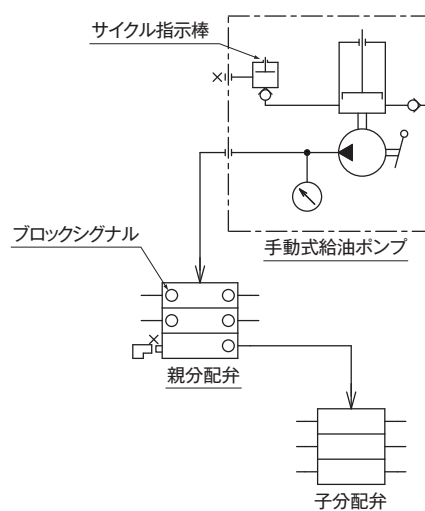 サイクル指示棒
手動式給油ポンプ
ブロックシグナル
親分配弁
子分配弁